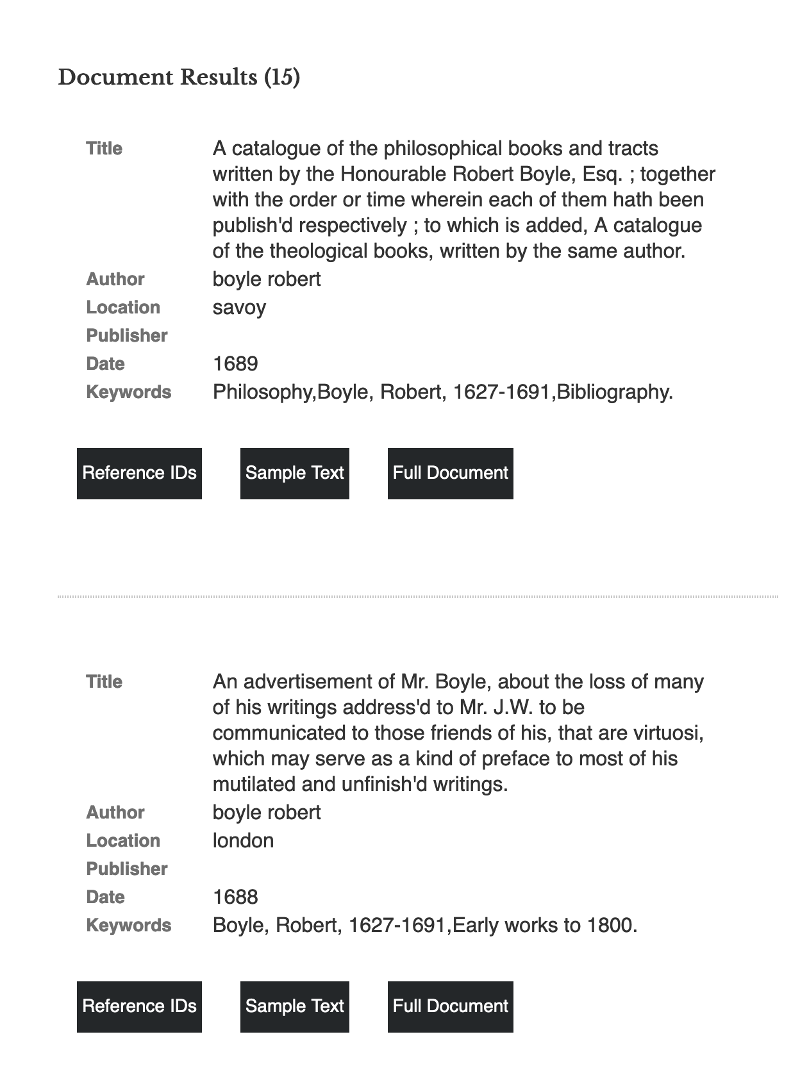 Document Results (15)
Title A catalogue of the philosophical books and tracts
written by the Honourable Robert Boyle, Esq. ; together
with the order or time wherein each of them hath been
publish'd respectively ; to which is added, A catalogue
of the theological books, written by the same author.
Author boyle robert
Location savoy
Publisher
Date 1689
Keywords Philosophy,Boyle, Robert, 1627-1691,Bibliography.
Reference IDs Sample Text Full Document
Title An advertisement of Mr. Boyle, about the loss of many
of his writings address'd to Mr. J.W. to be
communicated to those friends of his, that are virtuosi,
which may serve as a kind of preface to most of his
mutilated and unfinish'd writings.
Author boyle robert
Location london
Publisher
Date 1688
Keywords Boyle, Robert, 1627-1691,Early works to 1800.
Reference IDs Sample Text Full Document